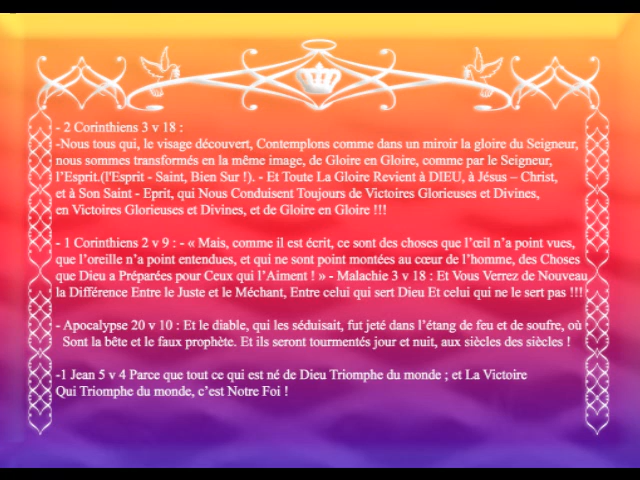 - 2 Corinthiens 3 v 18 :
-Nous tous qui, le visage découvert, Contemplons comme dans un miroir la gloire du Seigneur,
nous sommes transformés en la même image, de Gloire en Gloire, comme par le Seigneur,
l'Esprit.(l'Esprit - Saint, Bien Sur !). - Et Toute La Gloire Revient à DIEU, à Jésus – Christ,
et à Son Saint - Eprit, qui Nous Conduisent Toujours de Victoires Glorieuses et Divines,
en Victoires Glorieuses et Divines, et de Gloire en Gloire !!!
- 1 Corinthiens 2 v 9 : - « Mais, comme il est écrit, ce sont des choses que l'œil n'a point vues,
que l'oreille n'a point entendues, et qui ne sont point montées au cœur de l'homme, des Choses
que Dieu a Préparées pour Ceux qui l'Aiment ! » - Malachie 3 v 18 : Et Vous Verrez de Nouveau
la Différence Entre le Juste et le Méchant, Entre celui qui sert Dieu Et celui qui ne le sert pas !!!
- Apocalypse 20 v 10 : Et le diable, qui les séduisait, fut jeté dans l'étang de feu et de soufre, où
Sont la bête et le faux prophète. Et ils seront tourmentés jour et nuit, aux siècles des siècles !
-1 Jean 5 v 4 Parce que tout ce qui est né de Dieu Triomphe du monde ; et La Victoire
Qui Triomphe du monde, c'est Notre Foi !